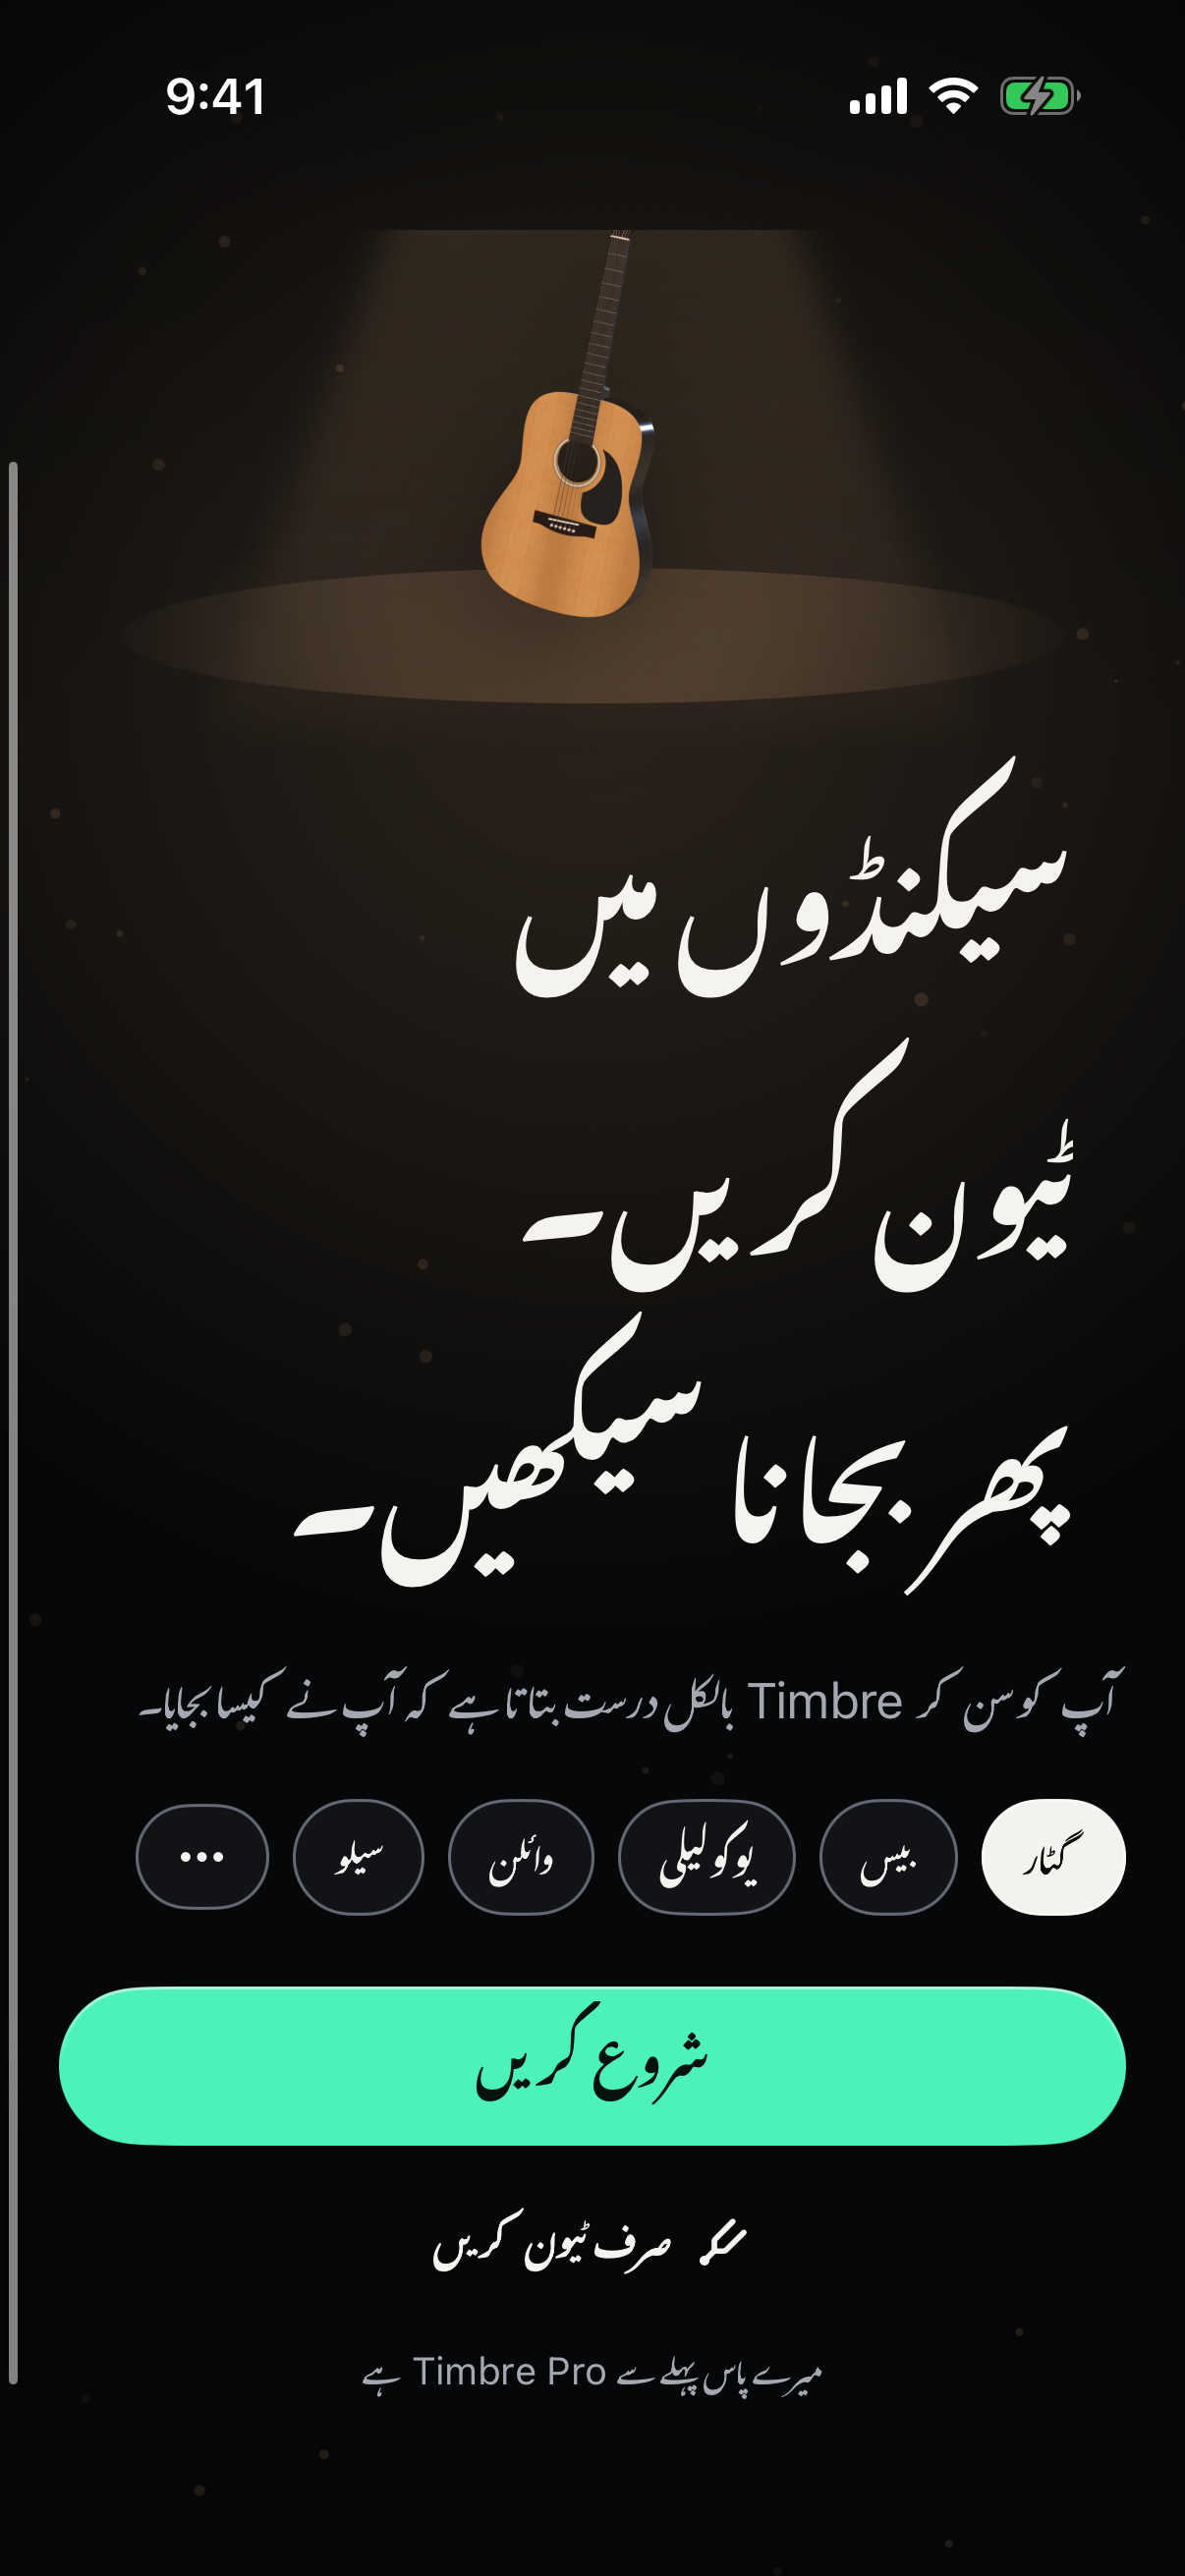 9:41
سیکنڈوں میں
ٹیون کریں۔
پھر بجانا سیکھیں۔
آپ کو سن کر Timbre بالکل درست بتاتا ہے کہ آپ نے کیسا بجایا۔
گٹار
بیس
یوکولیلی
وائلن
سیلو
•••
شروع کریں
صرف ٹیون کریں
میرے پاس پہلے سے Timbre Pro ہے